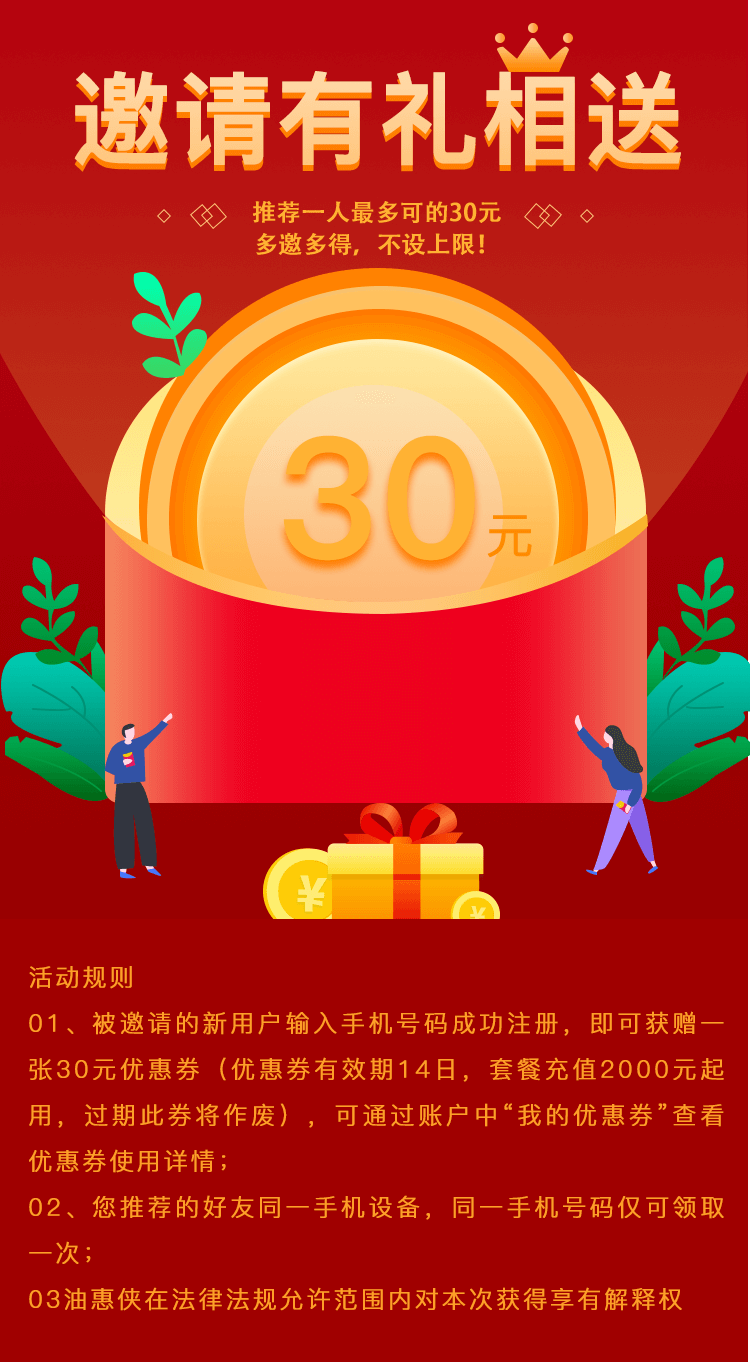 邀请有礼相送
推荐一人最多可的30元
多邀多得，不设上限！
30元
¥
¥
活动规则
01、被邀请的新用户输入手机号码成功注册，即可获赠一
张30元优惠券（优惠券有效期14日，套餐充值2000元起
用，过期此券将作废），可通过账户中“我的优惠券”查看
优惠券使用详情；
02、您推荐的好友同一手机设备，同一手机号码仅可领取
一次；
03油惠侠在法律法规允许范围内对本次获得享有解释权